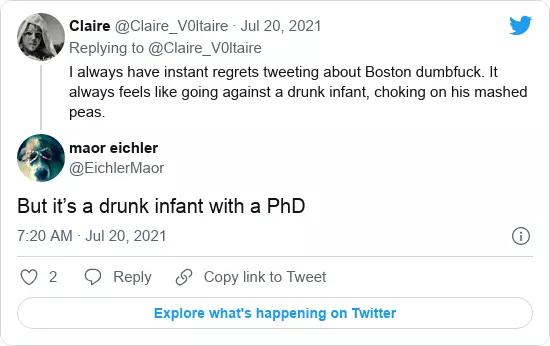 Claire @Claire_V0ltaire · Jul 20, 2021
Replying to @Claire_V0ltaire
I always have instant regrets tweeting about Boston dumbfuck. It
always feels like going against a drunk infant, choking on his mashed
peas.
maor eichler
@EichlerMaor
But it’s a drunk infant with a PhD
7:20 AM · Jul 20, 2021
2 Reply Copy link to Tweet
Explore what's happening on Twitter